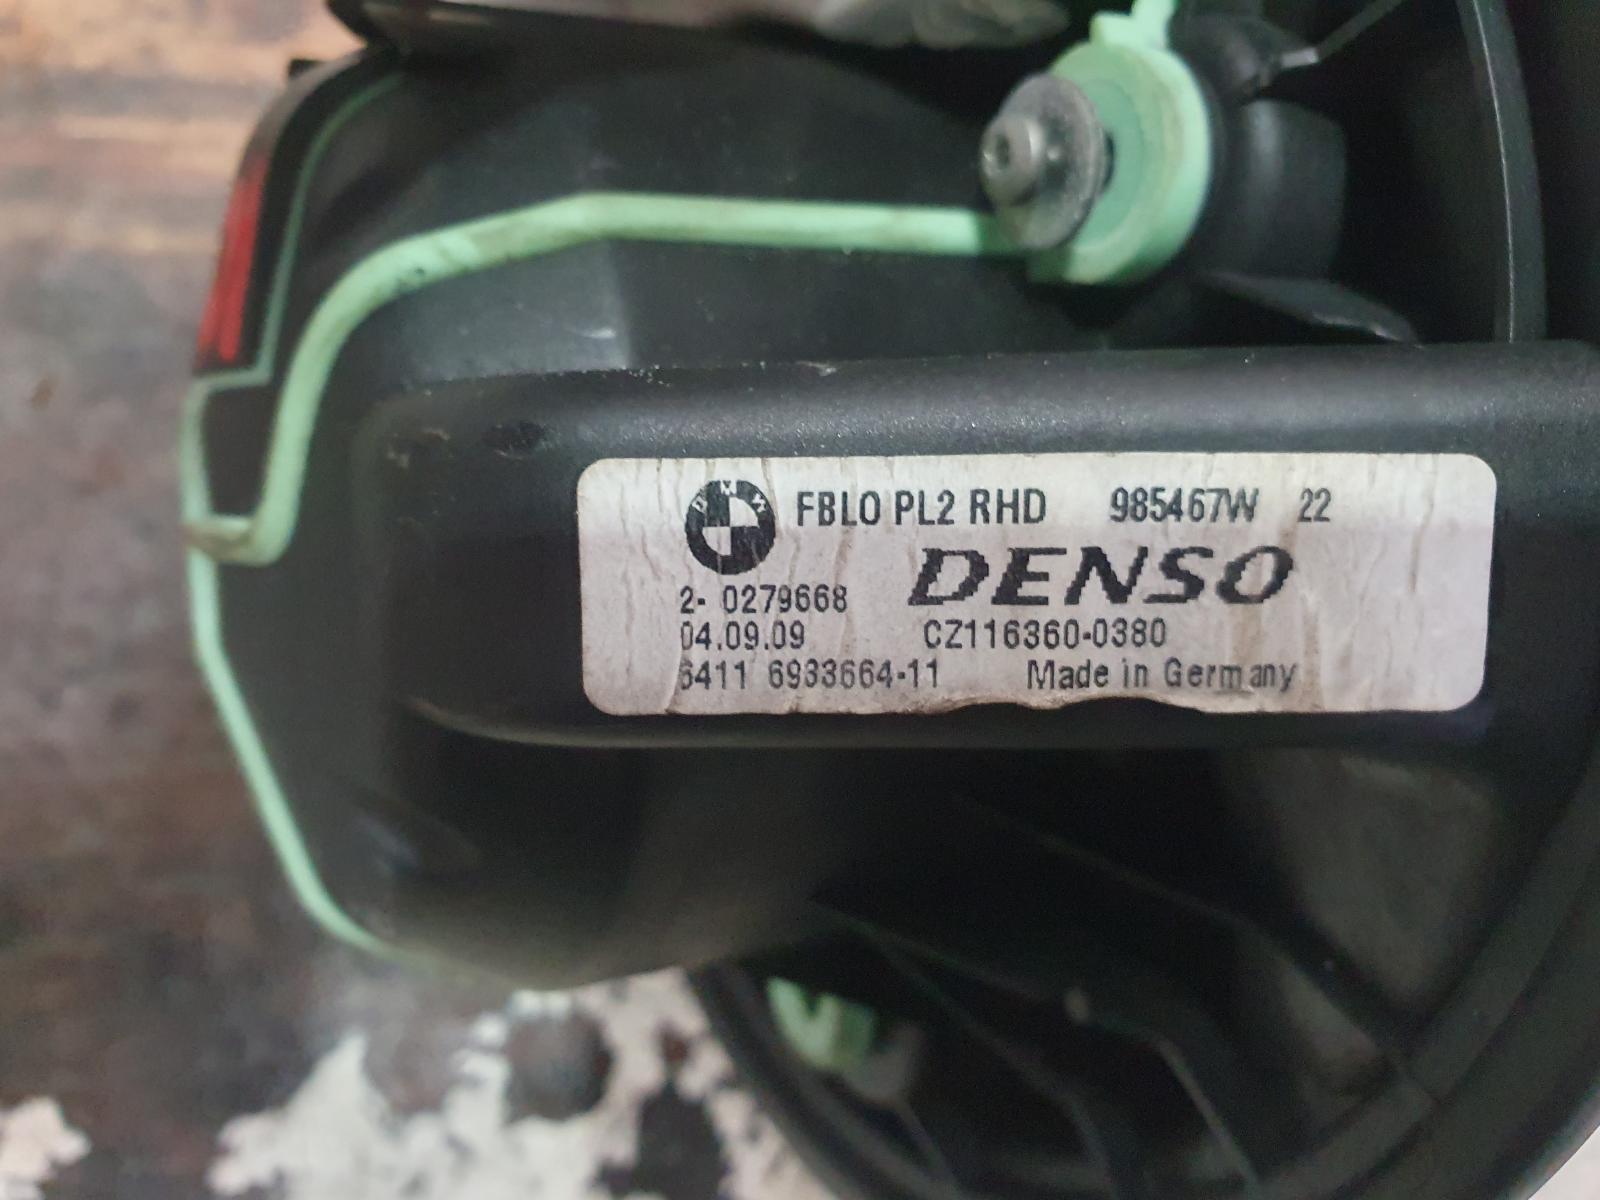 BMW FBLO PL2 RHD 985467W 22
DENSO
2- 0279668
04.09.09 CZ116360-0380
6411 6933664-11 Made in Germany